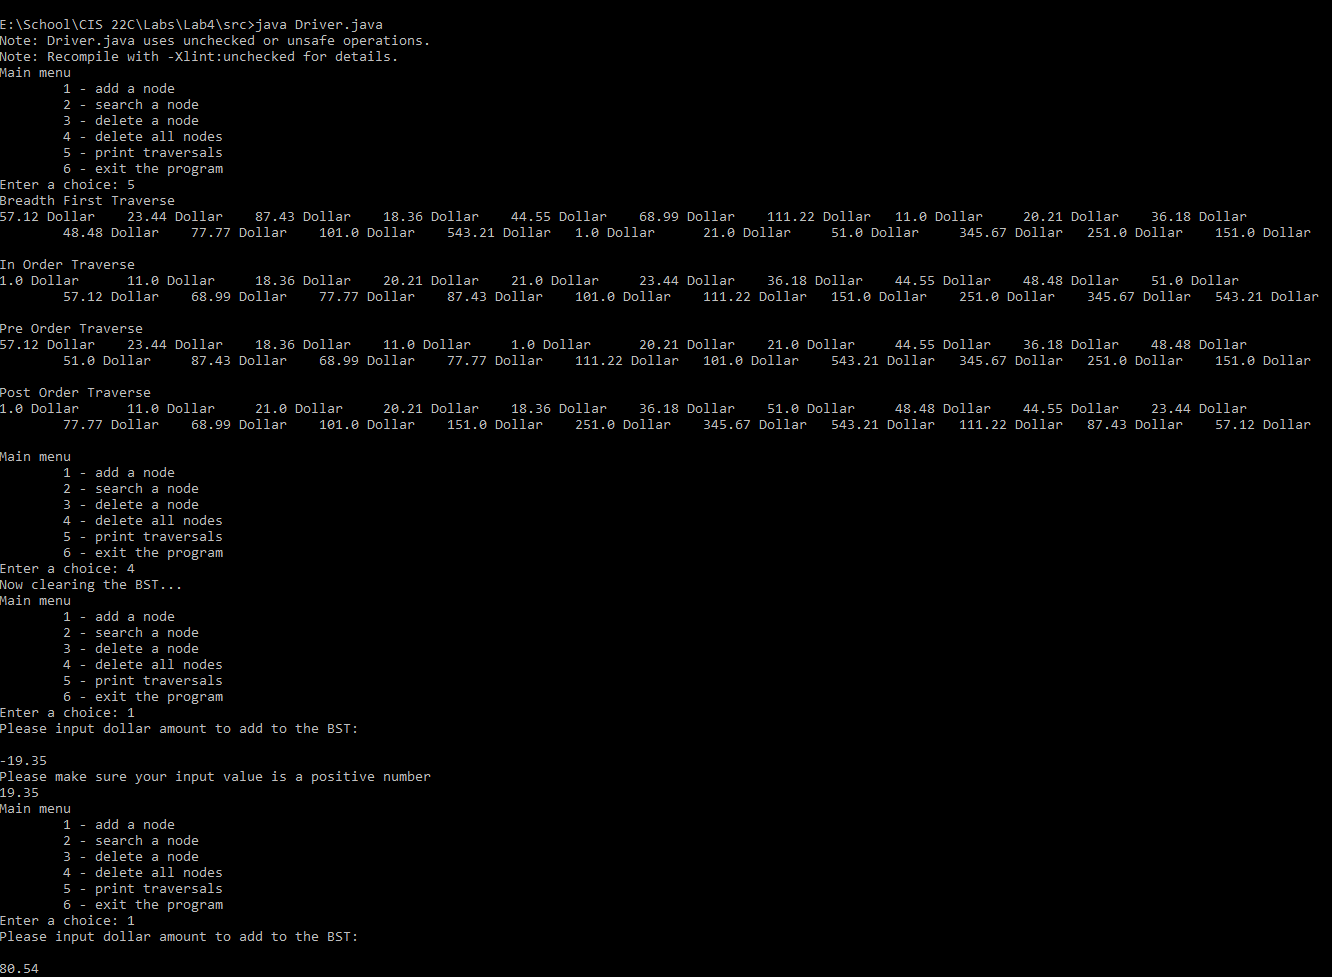 E:\School\CIS 22C\Labs\Lab4\src>java Driver.java
Note: Driver.java uses unchecked or unsafe operations.
Note: Recompile with -Xlint:unchecked for details.
Main menu
        1 - add a node
        2 - search a node
        3 - delete a node
        4 - delete all nodes
        5 - print traversals
        6 - exit the program
Enter a choice: 5
Breadth First Traverse
57.12 Dollar    23.44 Dollar    87.43 Dollar    18.36 Dollar    44.55 Dollar    68.99 Dollar    111.22 Dollar   11.0 Dollar     20.21 Dollar    36.18 Dollar
        48.48 Dollar    77.77 Dollar    101.0 Dollar    543.21 Dollar   1.0 Dollar      21.0 Dollar     51.0 Dollar     345.67 Dollar   251.0 Dollar    151.0 Dollar

In Order Traverse
1.0 Dollar      11.0 Dollar     18.36 Dollar    20.21 Dollar    21.0 Dollar     23.44 Dollar    36.18 Dollar    44.55 Dollar    48.48 Dollar    51.0 Dollar
        57.12 Dollar    68.99 Dollar    77.77 Dollar    87.43 Dollar    101.0 Dollar    111.22 Dollar   151.0 Dollar    251.0 Dollar    345.67 Dollar   543.21 Dollar

Pre Order Traverse
57.12 Dollar    23.44 Dollar    18.36 Dollar    11.0 Dollar     1.0 Dollar      20.21 Dollar    21.0 Dollar     44.55 Dollar    36.18 Dollar    48.48 Dollar
        51.0 Dollar     87.43 Dollar    68.99 Dollar    77.77 Dollar    111.22 Dollar   101.0 Dollar    543.21 Dollar   345.67 Dollar   251.0 Dollar    151.0 Dollar

Post Order Traverse
1.0 Dollar      11.0 Dollar     21.0 Dollar     20.21 Dollar    18.36 Dollar    36.18 Dollar    51.0 Dollar     48.48 Dollar    44.55 Dollar    23.44 Dollar
        77.77 Dollar    68.99 Dollar    101.0 Dollar    151.0 Dollar    251.0 Dollar    345.67 Dollar   543.21 Dollar   111.22 Dollar   87.43 Dollar    57.12 Dollar

Main menu
        1 - add a node
        2 - search a node
        3 - delete a node
        4 - delete all nodes
        5 - print traversals
        6 - exit the program
Enter a choice: 4
Now clearing the BST...
Main menu
        1 - add a node
        2 - search a node
        3 - delete a node
        4 - delete all nodes
        5 - print traversals
        6 - exit the program
Enter a choice: 1
Please input dollar amount to add to the BST:

-19.35
Please make sure your input value is a positive number
19.35
Main menu
        1 - add a node
        2 - search a node
        3 - delete a node
        4 - delete all nodes
        5 - print traversals
        6 - exit the program
Enter a choice: 1
Please input dollar amount to add to the BST:

80.54